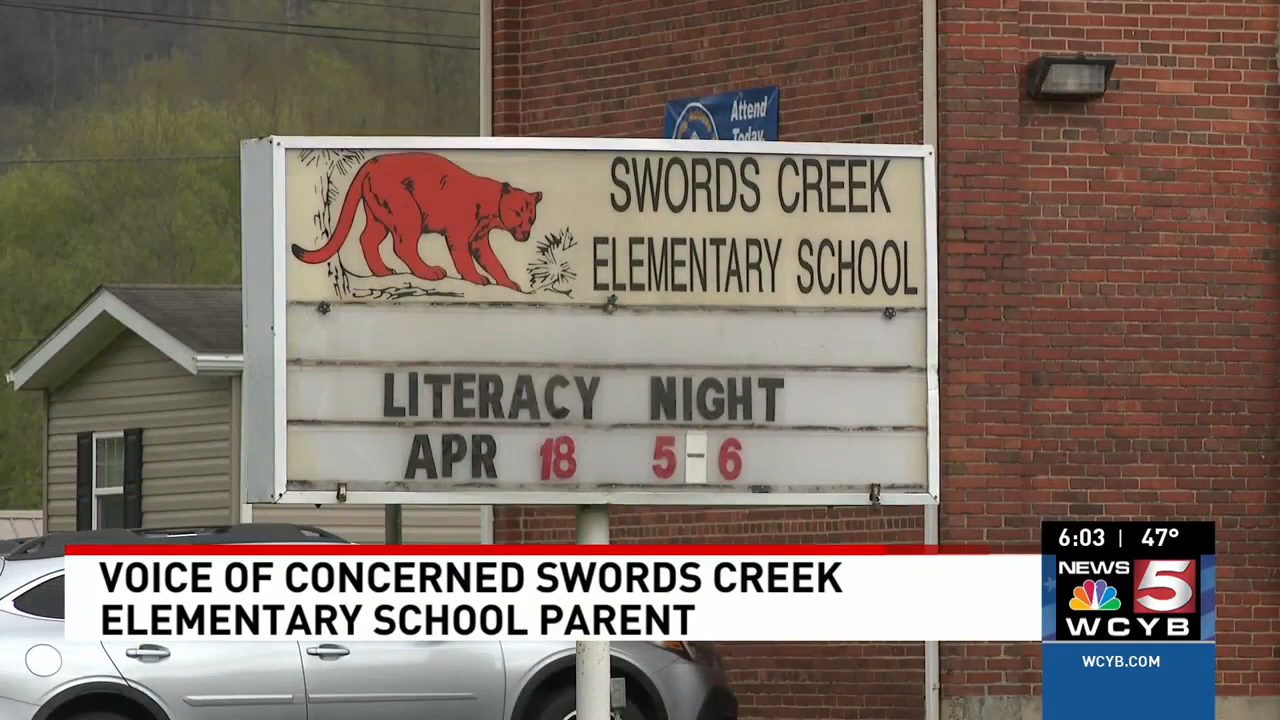 Attend
Today
SWORDS CREEK
ELEMENTARY SCHOOL
LITERACY NIGHT
APR 18 5-6
VOICE OF CONCERNED SWORDS CREEK
ELEMENTARY SCHOOL PARENT
6:03 | 47°
NEWS 5
WCYB
WCYB.COM